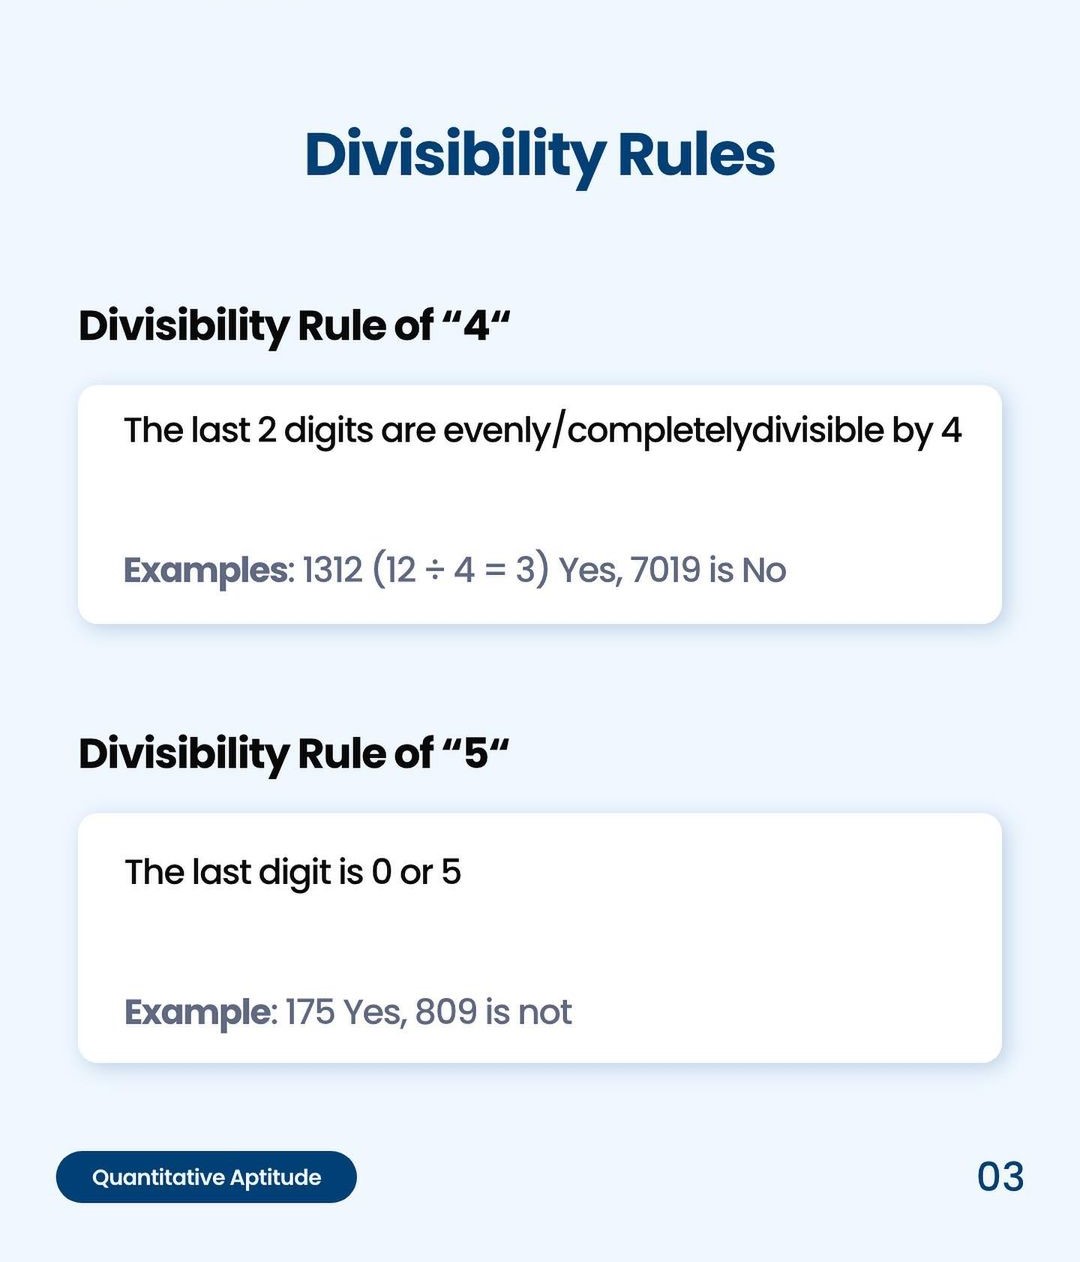 Divisibility Rules
Divisibility Rule of “4“
The last 2 digits are evenly/completelydivisible by 4
Examples: 1312 (12 ÷ 4 = 3) Yes, 7019 is No
Divisibility Rule of “5“
The last digit is 0 or 5
Example: 175 Yes, 809 is not
Quantitative Aptitude
03